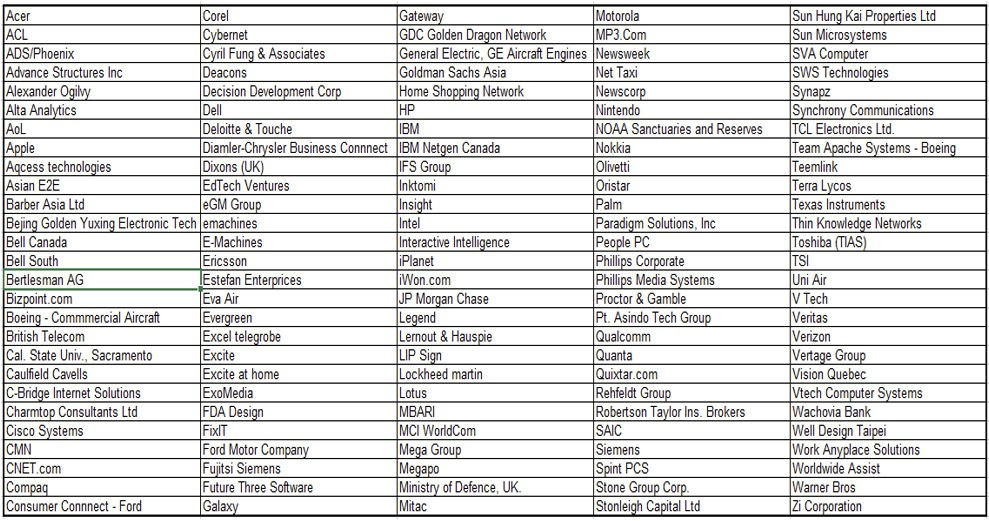 Acer Corel Gateway Motorola Sun Hung Kai Properties Ltd
ACL Cybernet GDC Golden Dragon Network MP3.Com Sun Microsystems
ADS/Phoenix Cyril Fung & Associates General Electric, GE Aircraft Engines Newsweek SVA Computer
Advance Structures Inc Deacons Goldman Sachs Asia Net Taxi SWS Technologies
Alexander Ogilvy Decision Development Corp Home Shopping Network Newscorp Synapz
Alta Analytics Dell HP Nintendo Synchrony Communications
AoL Deloitte & Touche IBM NOAA Sanctuaries and Reserves TCL Electronics Ltd.
Apple Diamler-Chrysler Business Connnect IBM Netgen Canada Nokkia Team Apache Systems - Boeing
Aqcess technologies Dixons (UK) IFS Group Olivetti Teemlink
Asian E2E EdTech Ventures Inktomi Oristar Terra Lycos
Barber Asia Ltd eGM Group Insight Palm Texas Instruments
Bejing Golden Yuxing Electronic Tech emachines Intel Paradigm Solutions, Inc Thin Knowledge Networks
Bell Canada E-Machines Interactive Intelligence People PC Toshiba (TIAS)
Bell South Ericsson iPlanet Phillips Corporate TSI
Bertlesman AG Estefan Enterprices iWon.com Phillips Media Systems Uni Air
Bizpoint.com Eva Air JP Morgan Chase Proctor & Gamble V Tech
Boeing - Commmercial Aircraft Evergreen Legend Pt. Asindo Tech Group Veritas
British Telecom Excel telegrobe Lernout & Hauspie Qualcomm Verizon
Cal. State Univ., Sacramento Excite LIP Sign Quanta Vertage Group
Caulfield Cavells Excite at home Lockheed martin Quixtar.com Vision Quebec
C-Bridge Internet Solutions ExoMedia Lotus Rehfeldt Group Vtech Computer Systems
Charmtop Consultants Ltd FDA Design MBARI Robertson Taylor Ins. Brokers Wachovia Bank
Cisco Systems FixIT MCI WorldCom SAIC Well Design Taipei
CMN Ford Motor Company Mega Group Siemens Work Anyplace Solutions
CNET.com Fujitsi Siemens Megapo Spint PCS Worldwide Assist
Compaq Future Three Software Ministry of Defence, UK. Stone Group Corp. Warner Bros
Consumer Connnect - Ford Galaxy Mitac Stonleigh Capital Ltd Zi Corporation